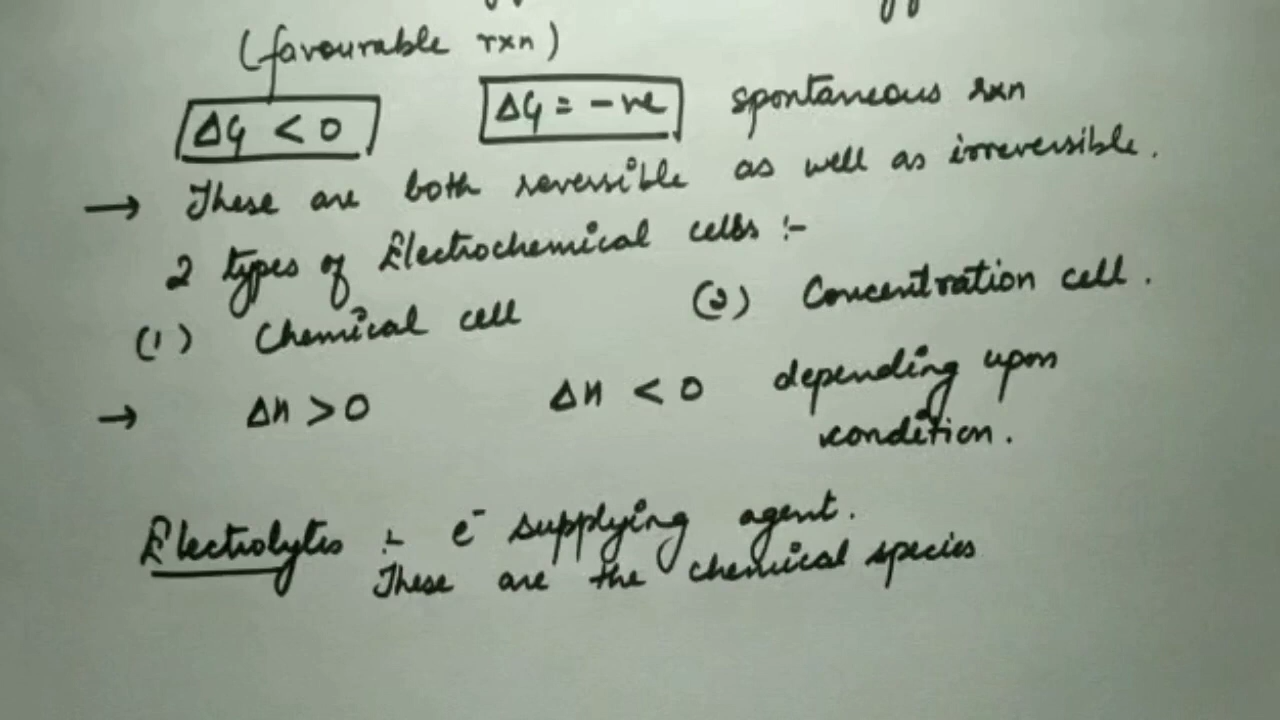 (favourable rxn)
ΔG < 0 ΔG = -ve spontaneous rxn
→ These are both reversible as well as irreversible.
2 types of Electrochemical cells :-
(1) Chemical cell (2) Concentration cell.
→ ΔH > 0 ΔH < 0 depending upon
condition.
Electrolytes :- e⁻ supplying agent.
These are the chemical species